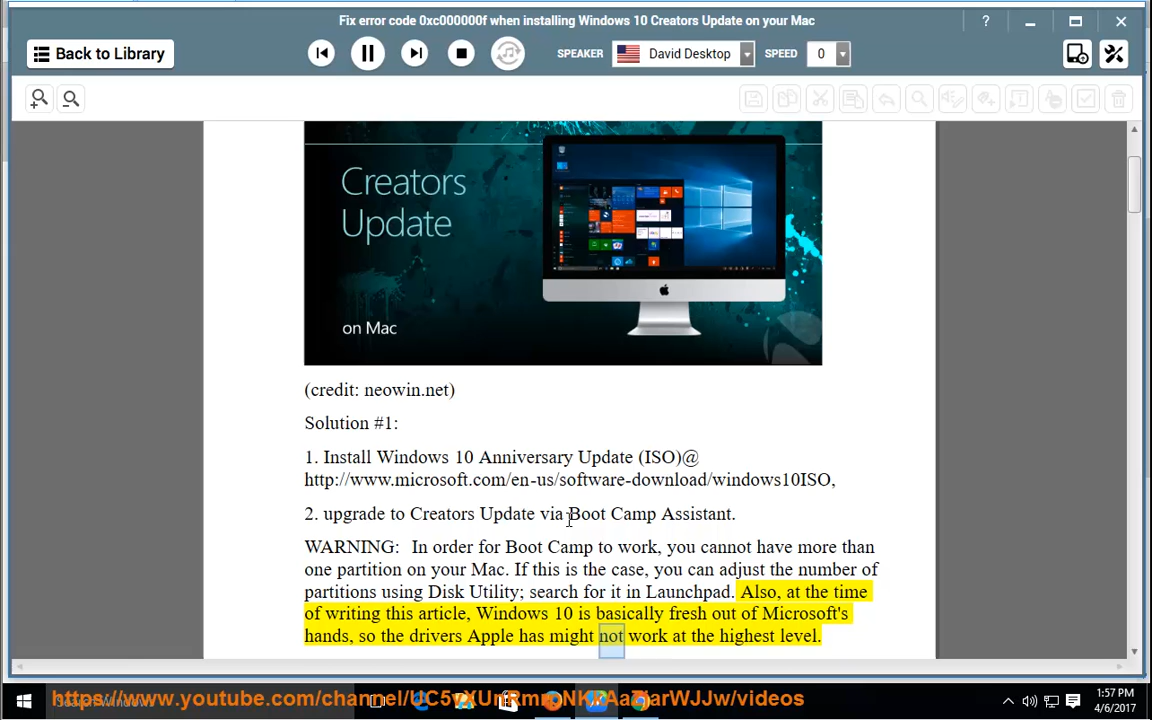 Fix error code 0xc000000f when installing Windows 10 Creators Update on your Mac
Back to Library
SPEAKER
David Desktop
SPEED
0
Creators
Update
on Mac
(credit: neowin.net)
Solution #1:
1. Install Windows 10 Anniversary Update (ISO)@
http://www.microsoft.com/en-us/software-download/windows10ISO,
2. upgrade to Creators Update via Boot Camp Assistant.
WARNING: In order for Boot Camp to work, you cannot have more than
one partition on your Mac. If this is the case, you can adjust the number of
partitions using Disk Utility; search for it in Launchpad. Also, at the time
of writing this article, Windows 10 is basically fresh out of Microsoft's
hands, so the drivers Apple has might not work at the highest level.
1:57 PM
4/6/2017